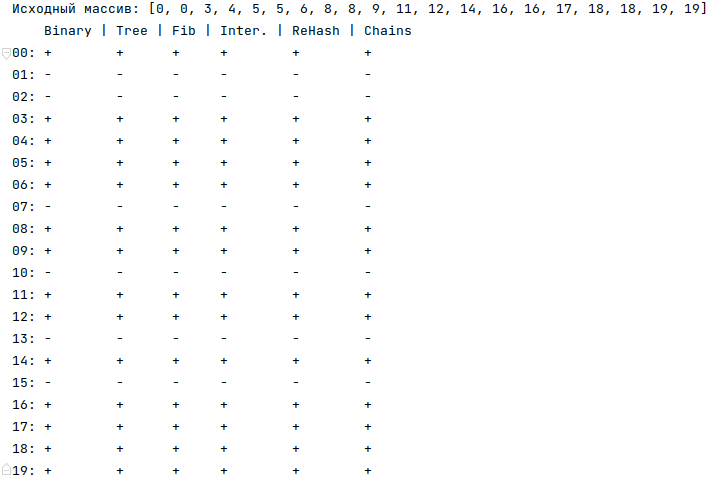 Исходный массив: [0, 0, 3, 4, 5, 5, 6, 8, 8, 9, 11, 12, 14, 16, 16, 17, 18, 18, 19, 19]
Binary | Tree | Fib | Inter. | ReHash | Chains
00: + + + + + +
01: - - - - - -
02: - - - - - -
03: + + + + + +
04: + + + + + +
05: + + + + + +
06: + + + + + +
07: - - - - - -
08: + + + + + +
09: + + + + + +
10: - - - - - -
11: + + + + + +
12: + + + + + +
13: - - - - - -
14: + + + + + +
15: - - - - - -
16: + + + + + +
17: + + + + + +
18: + + + + + +
19: + + + + + +